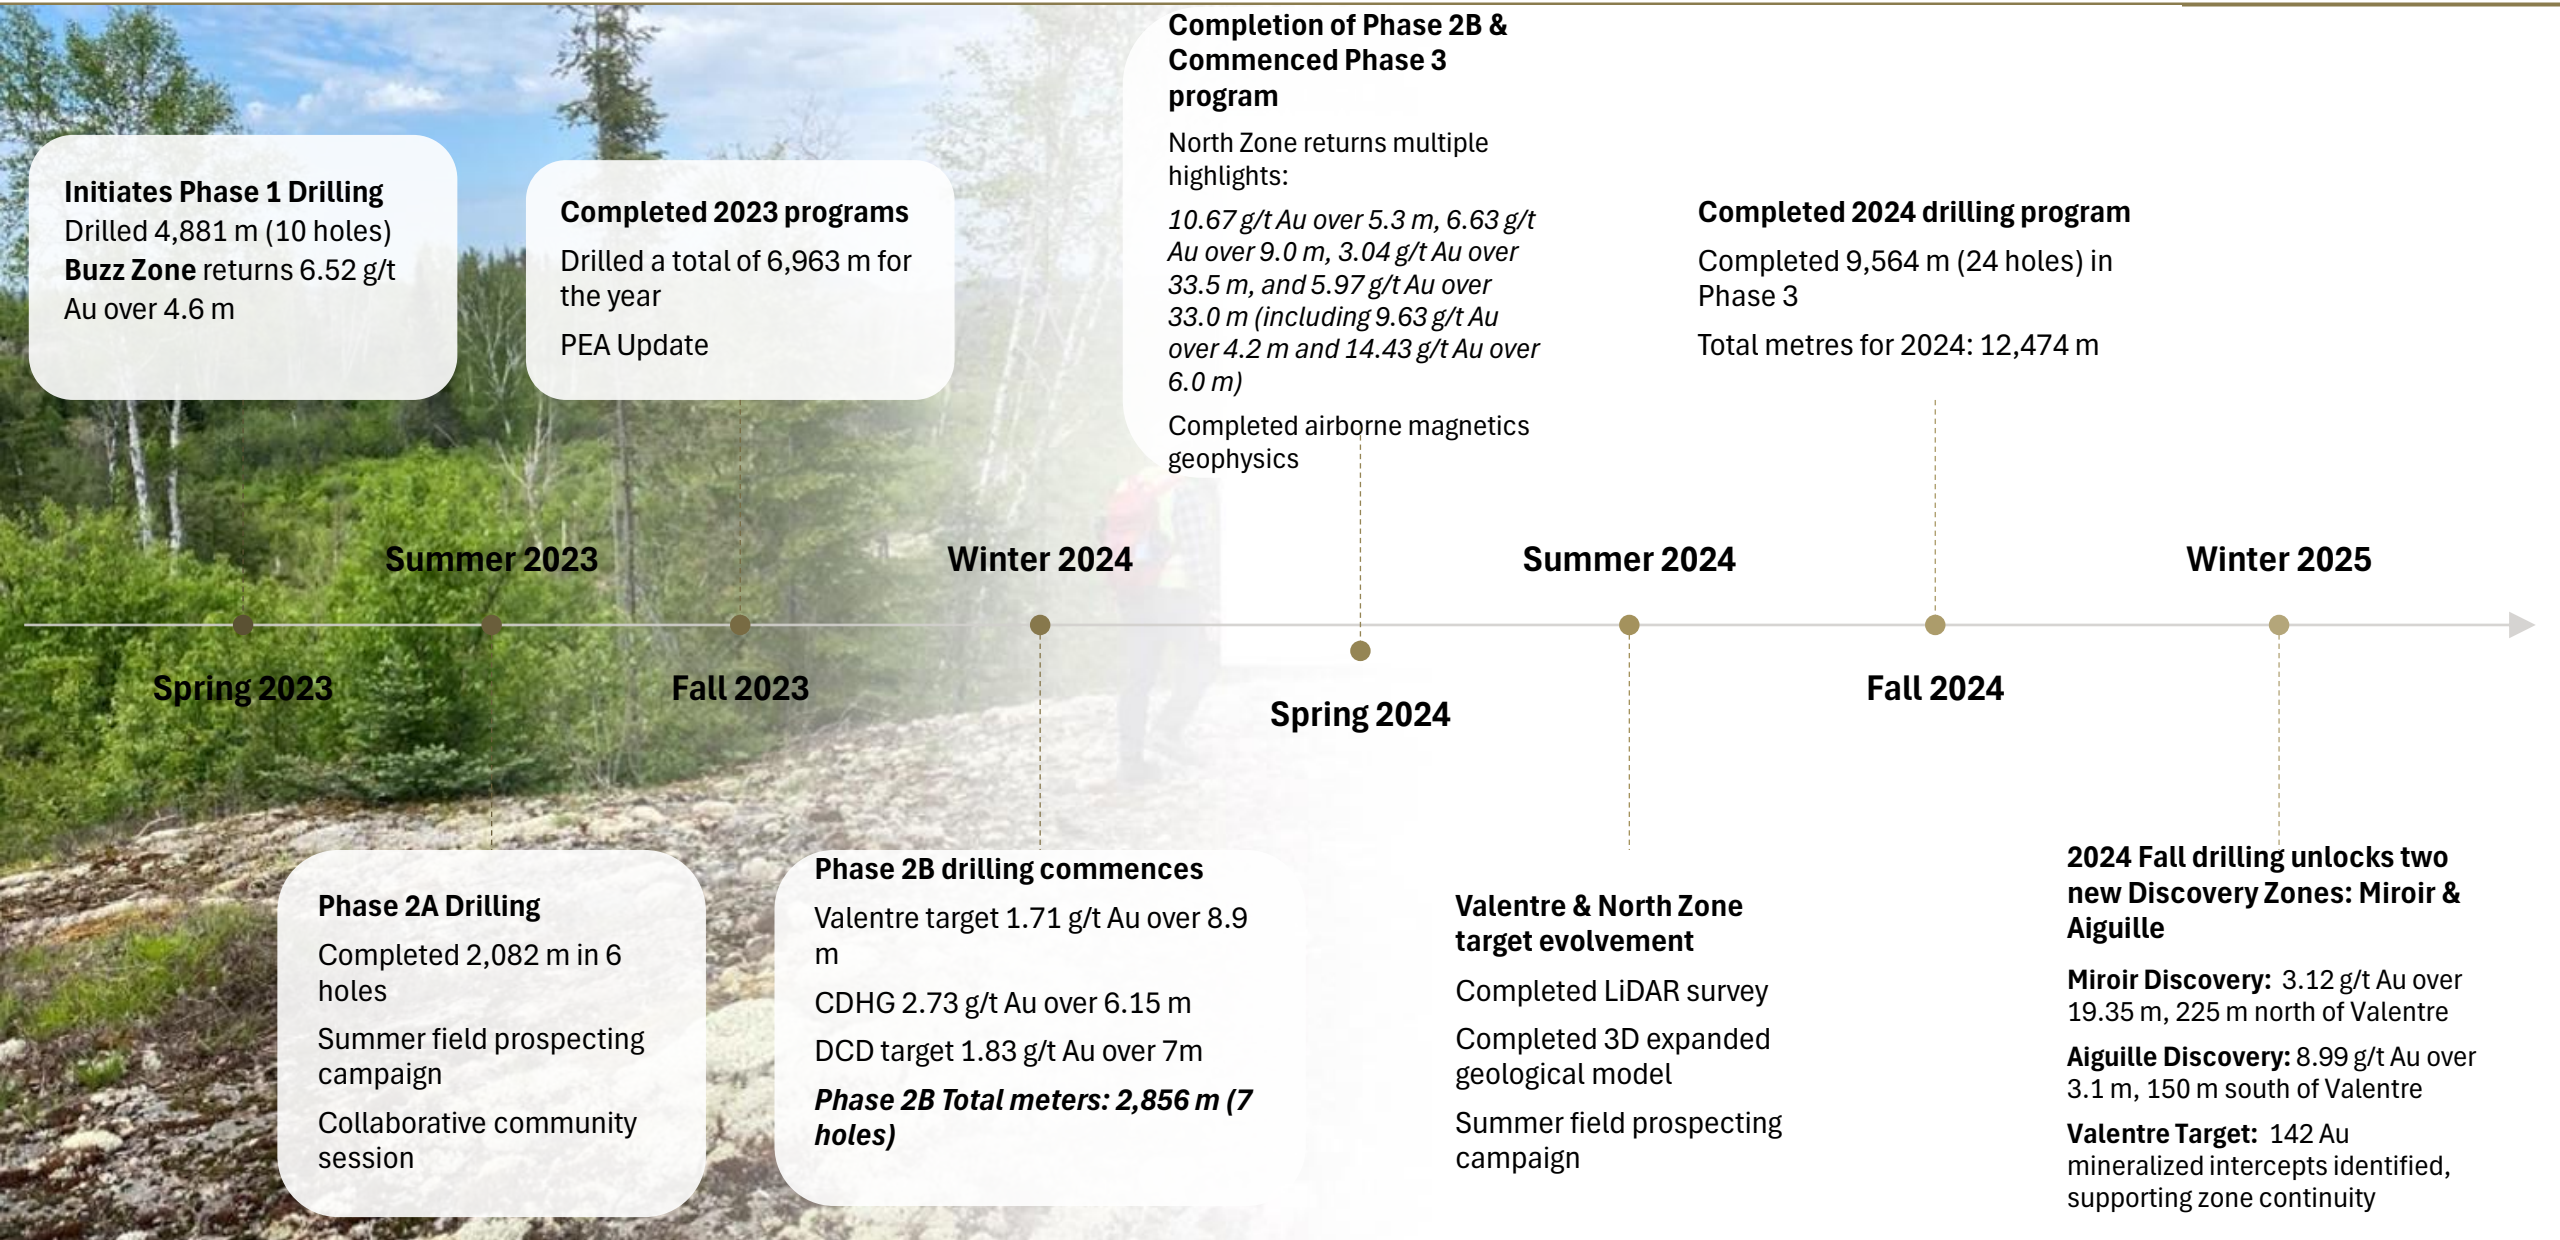 Initiates Phase 1 Drilling
Drilled 4,881 m (10 holes)
Buzz Zone returns 6.52 g/t
Au over 4.6 m
Completed 2023 programs
Drilled a total of 6,963 m for
the year
PEA Update
Completion of Phase 2B &
Commenced Phase 3
program
North Zone returns multiple
highlights:
10.67 g/t Au over 5.3 m, 6.63 g/t
Au over 9.0 m, 3.04 g/t Au over
33.5 m, and 5.97 g/t Au over
33.0 m (including 9.63 g/t Au
over 4.2 m and 14.43 g/t Au over
6.0 m)
Completed airborne magnetics
geophysics
Completed 2024 drilling program
Completed 9,564 m (24 holes) in
Phase 3
Total metres for 2024: 12,474 m
Summer 2023
Winter 2024
Summer 2024
Winter 2025
Spring 2023
Fall 2023
Spring 2024
Fall 2024
Phase 2A Drilling
Completed 2,082 m in 6
holes
Summer field prospecting
campaign
Collaborative community
session
Phase 2B drilling commences
Valentre target 1.71 g/t Au over 8.9
m
CDHG 2.73 g/t Au over 6.15 m
DCD target 1.83 g/t Au over 7m
Phase 2B Total meters: 2,856 m (7
holes)
Valentre & North Zone
target evolvement
Completed LiDAR survey
Completed 3D expanded
geological model
Summer field prospecting
campaign
2024 Fall drilling unlocks two
new Discovery Zones: Miroir &
Aiguille
Miroir Discovery: 3.12 g/t Au over
19.35 m, 225 m north of Valentre
Aiguille Discovery: 8.99 g/t Au over
3.1 m, 150 m south of Valentre
Valentre Target: 142 Au
mineralized intercepts identified,
supporting zone continuity